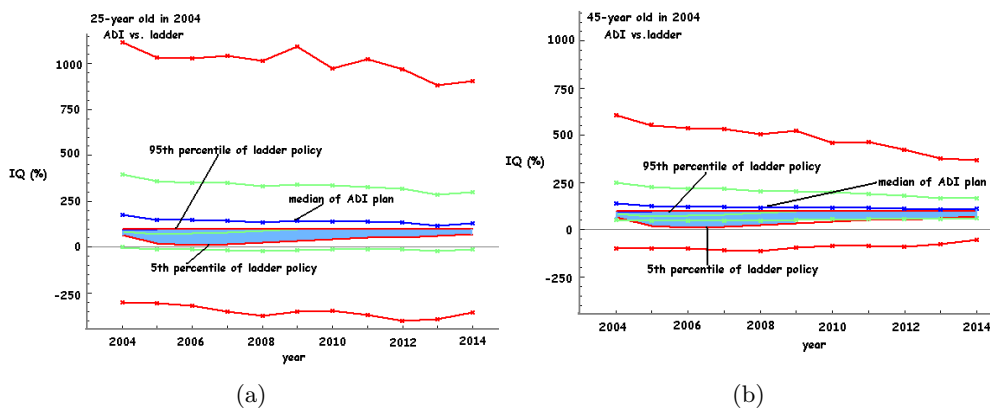 25-year old in 2004
ADI vs. ladder
1000
750
500
250
0
-250
IQ (%)
95th percentile of ladder policy
median of ADI plan
5th percentile of ladder policy
2004 2006 2008 2010 2012 2014
year
(a)
45-year old in 2004
ADI vs.ladder
1000
750
500
250
0
-250
IQ (%)
95th percentile of ladder policy
median of ADI plan
5th percentile of ladder policy
2004 2006 2008 2010 2012 2014
year
(b)